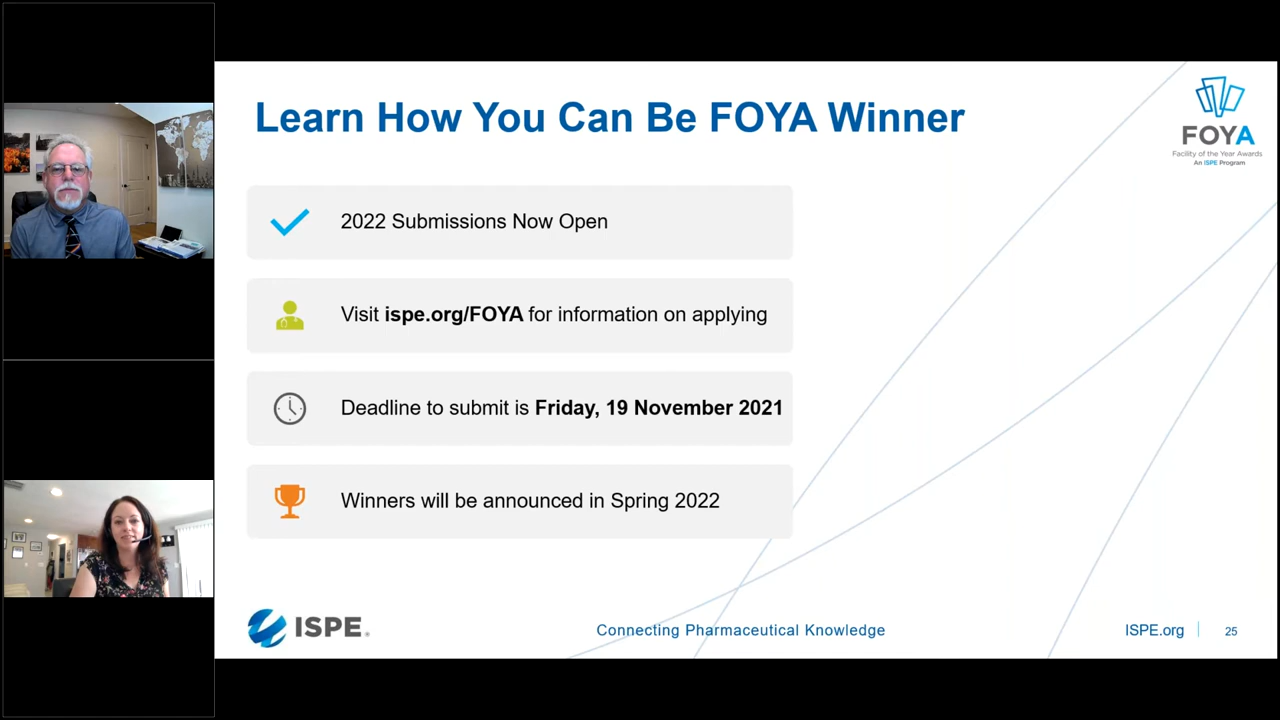 Learn How You Can Be FOYA Winner
FOYA
Facility of the Year Awards
An ISPE Program
2022 Submissions Now Open
Visit ispe.org/FOYA for information on applying
Deadline to submit is Friday, 19 November 2021
Winners will be announced in Spring 2022
ISPE®
Connecting Pharmaceutical Knowledge
ISPE.org
25